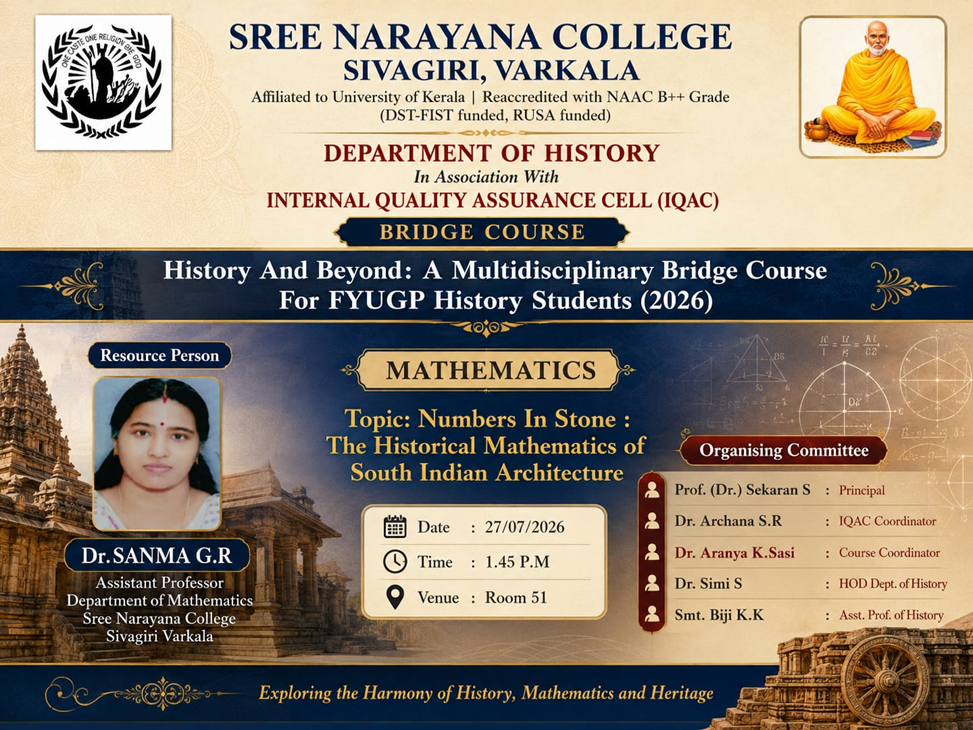 ONE CASTE ONE RELIGION ONE GOD
SREE NARAYANA COLLEGE
SIVAGIRI, VARKALA
Affiliated to University of Kerala | Reaccredited with NAAC B++ Grade
(DST-FIST funded, RUSA funded)
DEPARTMENT OF HISTORY
In Association With
INTERNAL QUALITY ASSURANCE CELL (IQAC)
BRIDGE COURSE
History And Beyond: A Multidisciplinary Bridge Course
For FYUGP History Students (2026)
Resource Person
Dr. SANMA G.R
Assistant Professor
Department of Mathematics
Sree Narayana College
Sivagiri Varkala
MATHEMATICS
Topic: Numbers In Stone :
The Historical Mathematics of
South Indian Architecture
Date : 27/07/2026
Time : 1.45 P.M
Venue : Room 51
Organising Committee
Prof. (Dr.) Sekaran S : Principal
Dr. Archana S.R : IQAC Coordinator
Dr. Aranya K.Sasi : Course Coordinator
Dr. Simi S : HOD Dept. of History
Smt. Biji K.K : Asst. Prof. of History
Exploring the Harmony of History, Mathematics and Heritage